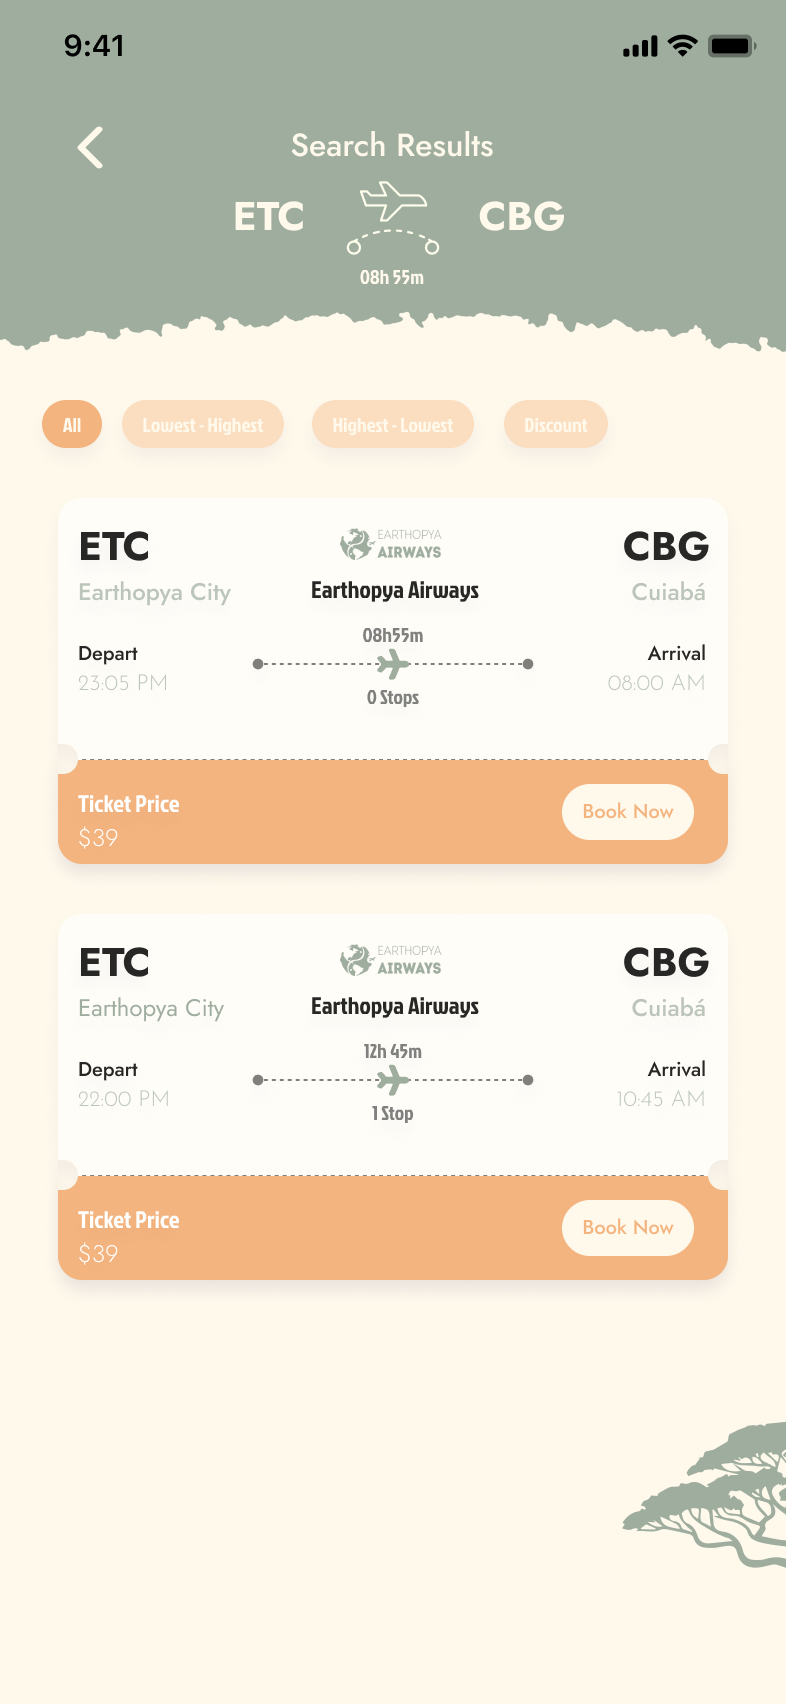 9:41
Search Results
ETC CBG
08h 55m
All Lowest - Highest Highest - Lowest Discount
ETC EARTHOPYA AIRWAYS CBG
Earthopya City Earthopya Airways Cuiabá
08h55m
Depart Arrival
23:05 PM 08:00 AM
0 Stops
Ticket Price
$39
Book Now
ETC EARTHOPYA AIRWAYS CBG
Earthopya City Earthopya Airways Cuiabá
12h 45m
Depart Arrival
22:00 PM 10:45 AM
1 Stop
Ticket Price
$39
Book Now